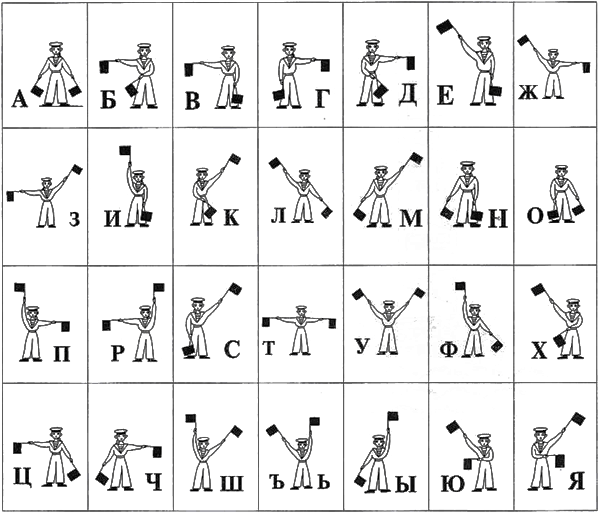 А Б В Г Д Е Ж
З И К Л М Н О
П Р С Т У Ф Х
Ц Ч Ш Ъ Ь Ы Ю Я